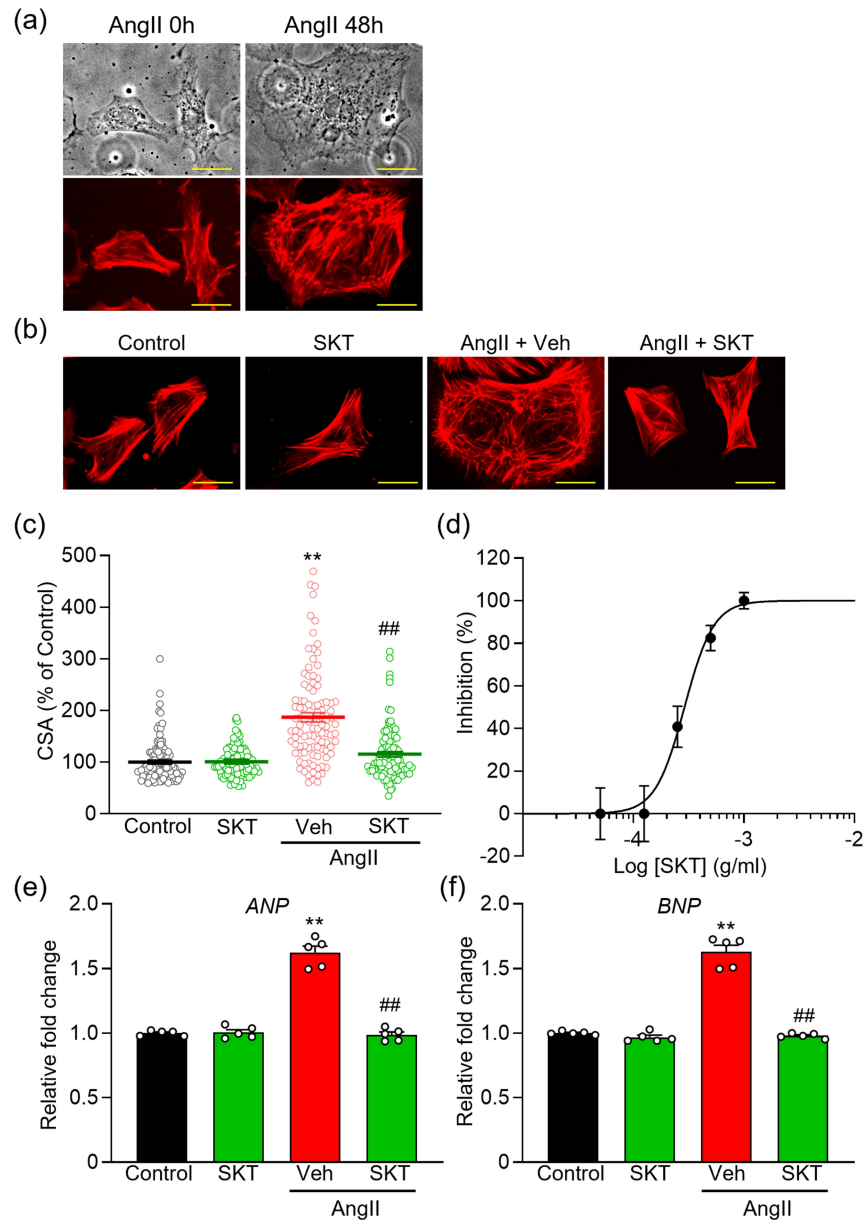 (a)
AngII 0h AngII 48h
(b)
Control SKT AngII + Veh AngII + SKT
(c)
CSA (% of Control)
500
400
300
200
100
0
**
##
Control SKT Veh SKT
AngII
(d)
Inhibition (%)
120
100
80
60
40
20
0
-20
-4 -3 -2
Log [SKT] (g/ml)
(e)
ANP
Relative fold change
2.0
1.5
1.0
0.5
0
**
##
Control SKT Veh SKT
AngII
(f)
BNP
Relative fold change
2.0
1.5
1.0
0.5
0
**
##
Control SKT Veh SKT
AngII